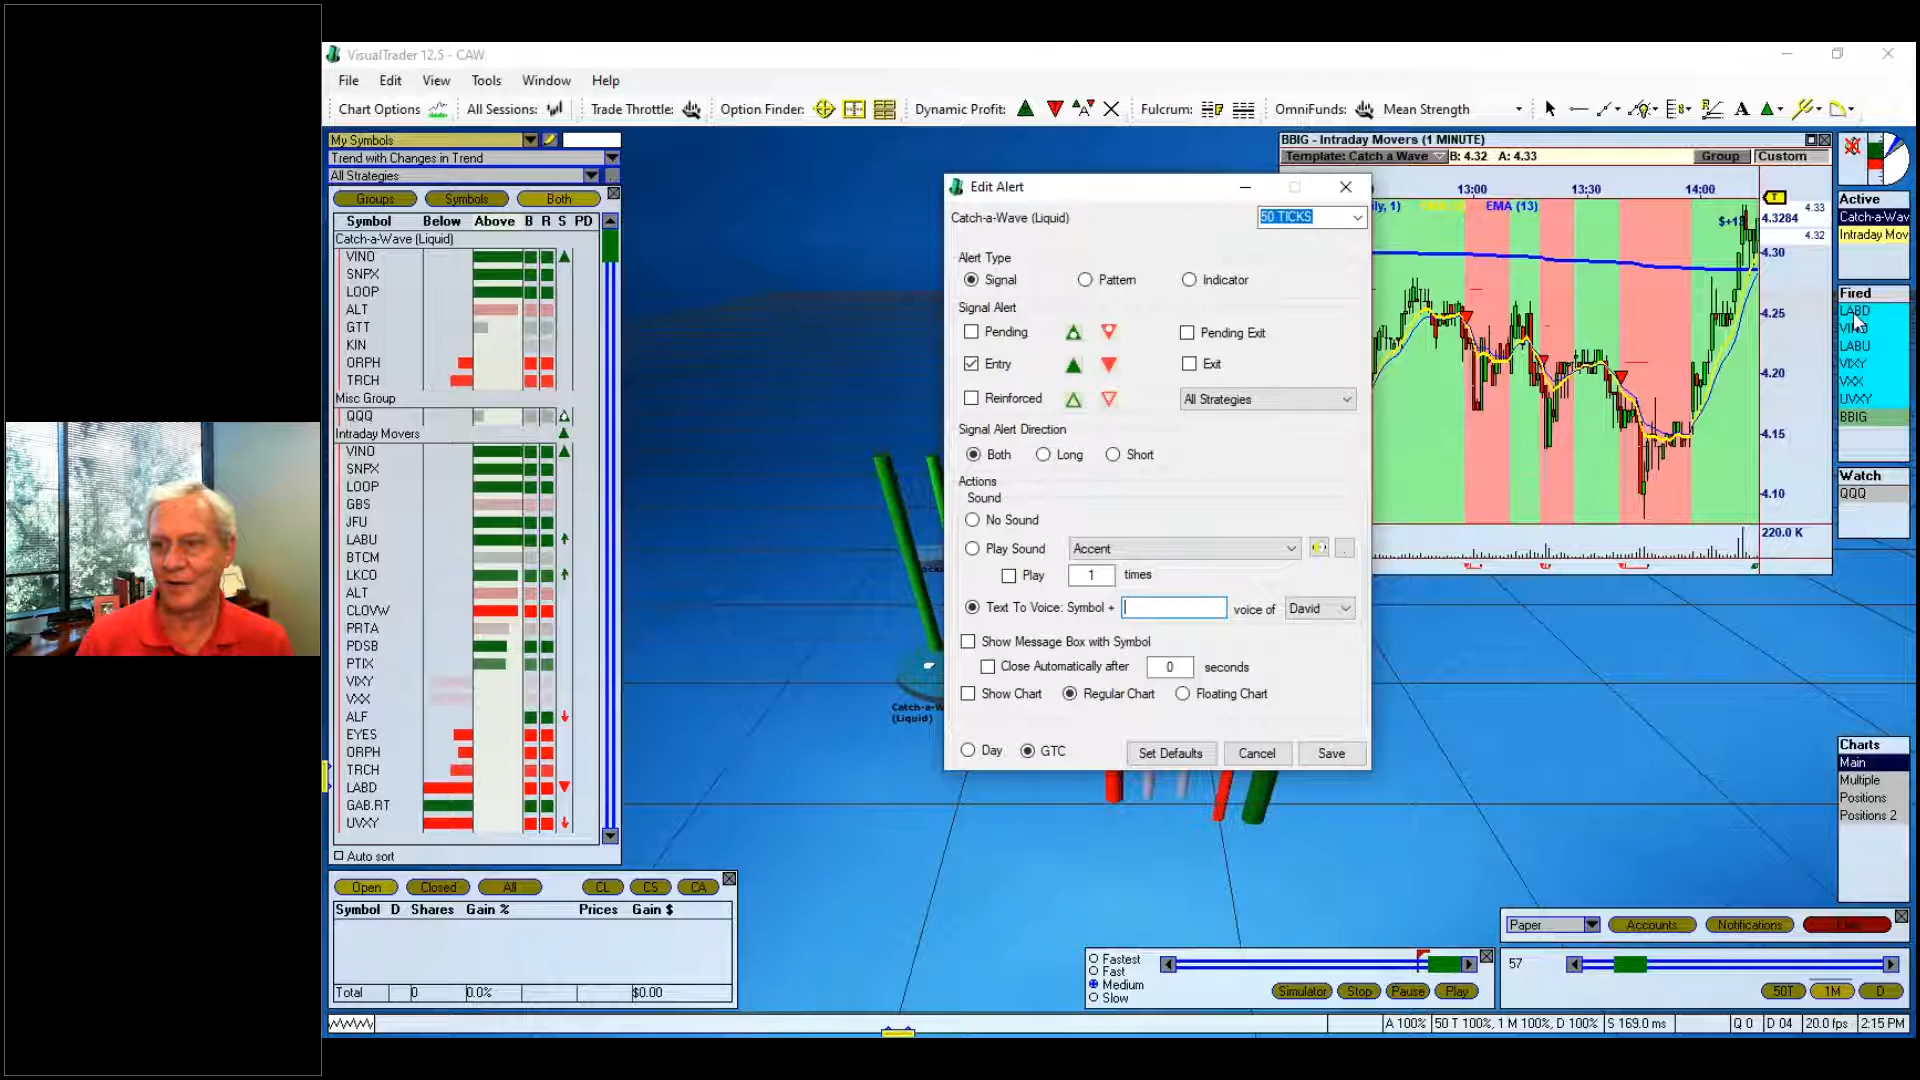 VisualTrader 12.5 - CAW
File Edit View Tools Window Help
Chart Options All Sessions: Trade Throttle: Option Finder: Dynamic Profit: Fulcrum: OmniFunds: Mean Strength
My Symbols
Trend with Changes in Trend
All Strategies
Groups Symbols Both
Symbol Below Above B R S PD
Catch-a-Wave (Liquid)
VINO
SNPX
LOOP
ALT
GTT
KIN
ORPH
TRCH
Misc Group
QQQ
Intraday Movers
VINO
SNPX
LOOP
GBS
JFU
LABU
BTCM
LKCO
ALT
CLOVW
PRTA
PDSB
PTIX
VIXY
VXX
ALF
EYES
ORPH
TRCH
LABD
GAB.RT
UVXY
Auto sort
Open Closed All CL CS CA
Symbol D Shares Gain % Prices Gain $
Total 0 0.0% $0.00
Catch-a-W
(Liquid)
Edit Alert
Catch-a-Wave (Liquid) 50 TICKS
Alert Type
Signal Pattern Indicator
Signal Alert
Pending Pending Exit
Entry Exit
Reinforced All Strategies
Signal Alert Direction
Both Long Short
Actions
Sound
No Sound
Play Sound Accent .
Play 1 times
Text To Voice: Symbol + voice of David
Show Message Box with Symbol
Close Automatically after 0 seconds
Show Chart Regular Chart Floating Chart
Day GTC Set Defaults Cancel Save
BBIG - Intraday Movers (1 MINUTE)
Template: Catch a Wave B: 4.32 A: 4.33 Group Custom
13:00 13:30 14:00
ily, 1) EMA (13)
T
4.33
4.3284
4.32
4.30
4.25
4.20
4.15
4.10
220.0 K
Active
Catch-a-Wav
Intraday Mov
Fired
LABD
VINO
LABU
VIXY
VXX
UVXY
BBIG
Watch
QQQ
Charts
Main
Multiple
Positions
Positions 2
Paper Accounts Notifications
Fastest
Fast
Medium
Slow
Simulator Stop Pause Play
57
50T 1M D
A 100% 50 T 100%, 1 M 100%, D 100% S 169.0 ms Q 0 D 04 20.0 fps 2:15 PM